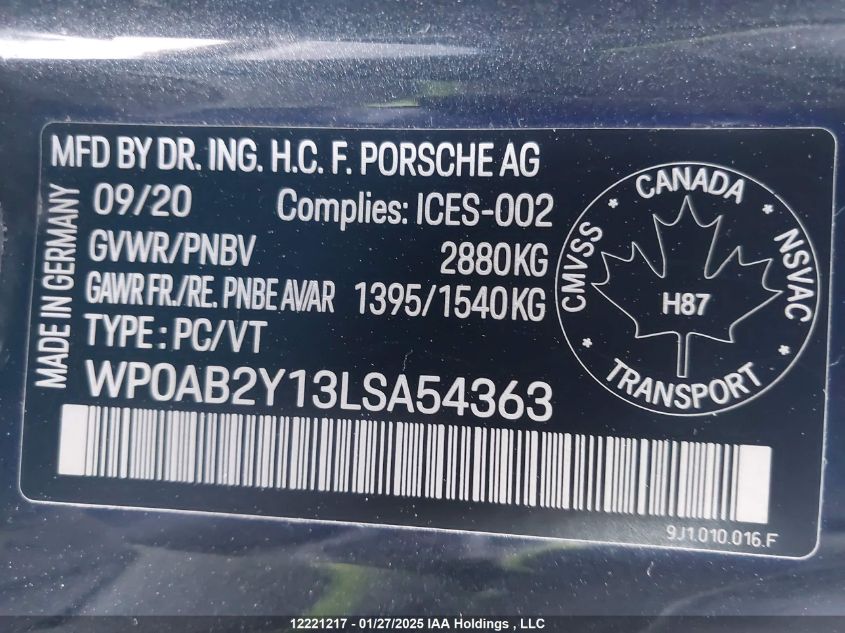 MFD BY DR. ING. H.C. F. PORSCHE AG
09/20 Complies: ICES-002
GVWR/PNBV 2880KG
GAWR FR./RE. PNBE AV/AR 1395/1540KG
TYPE: PC/VT
WP0AB2Y13LSA54363
MADE IN GERMANY
CANADA
CMVSS
NSVAC
H87
TRANSPORT
9J1.010.016.F
12221217 - 01/27/2025 IAA Holdings , LLC